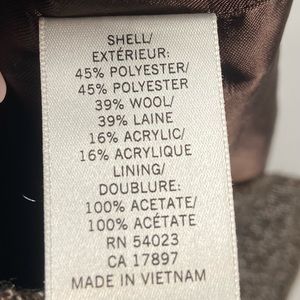 SHELL/
EXTÉRIEUR:
45% POLYESTER/
45% POLYESTER
39% WOOL/
39% LAINE
16% ACRYLIC/
16% ACRYLIQUE
LINING/
DOUBLURE:
100% ACETATE/
100% ACÉTATE
RN 54023
CA 17897
MADE IN VIETNAM